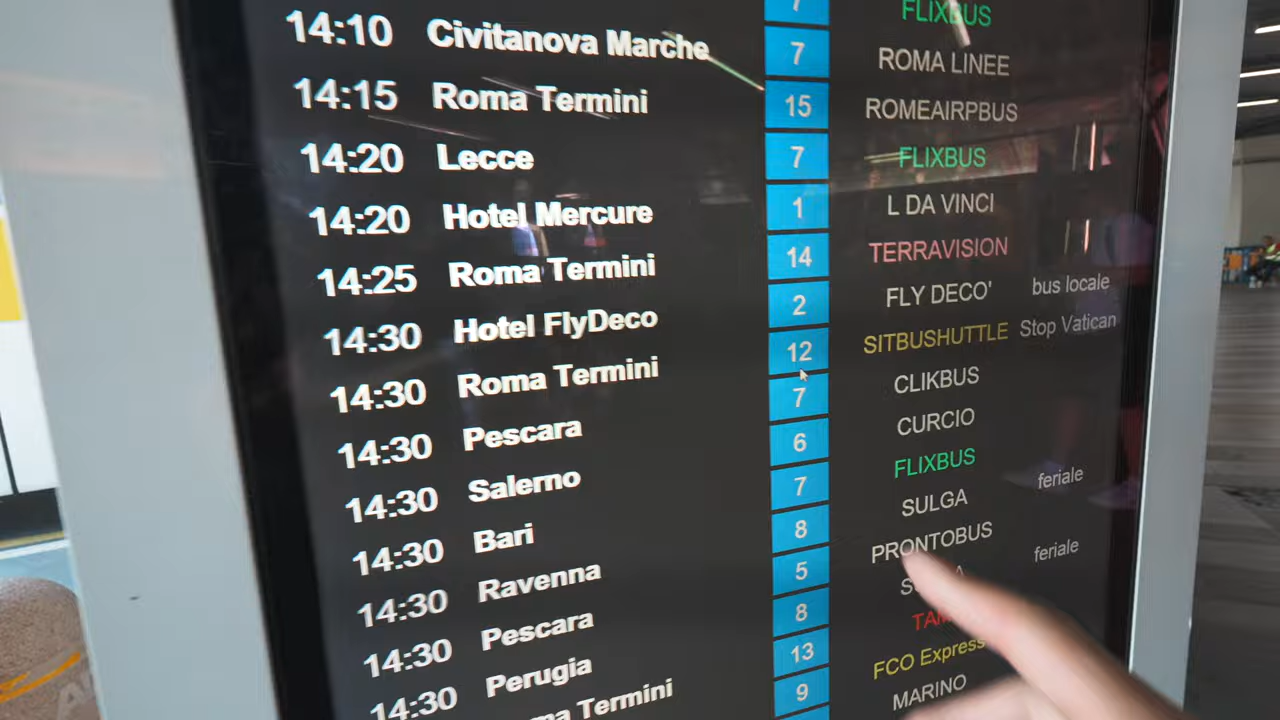 7 FLIXBUS
14:10 Civitanova Marche 7 ROMA LINEE
14:15 Roma Termini 15 ROMEAIRPBUS
14:20 Lecce 7 FLIXBUS
14:20 Hotel Mercure 1 L DA VINCI
14:25 Roma Termini 14 TERRAVISION
14:30 Hotel FlyDeco 2 FLY DECO' bus locale
14:30 Roma Termini 12 SITBUSHUTTLE Stop Vatican
14:30 Pescara 7 CLIKBUS
14:30 Salerno 6 CURCIO
14:30 Bari 7 FLIXBUS
14:30 Ravenna 8 SULGA feriale
14:30 Pescara 5 PRONTOBUS
14:30 Perugia 8 feriale
Termini 13
9 FCO Express
MARINO